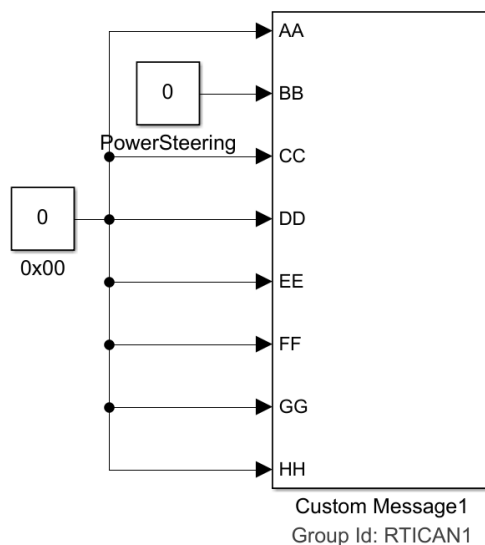 AA
0
BB
PowerSteering
CC
0
DD
0x00
EE
FF
GG
HH
Custom Message1
Group Id: RTICAN1